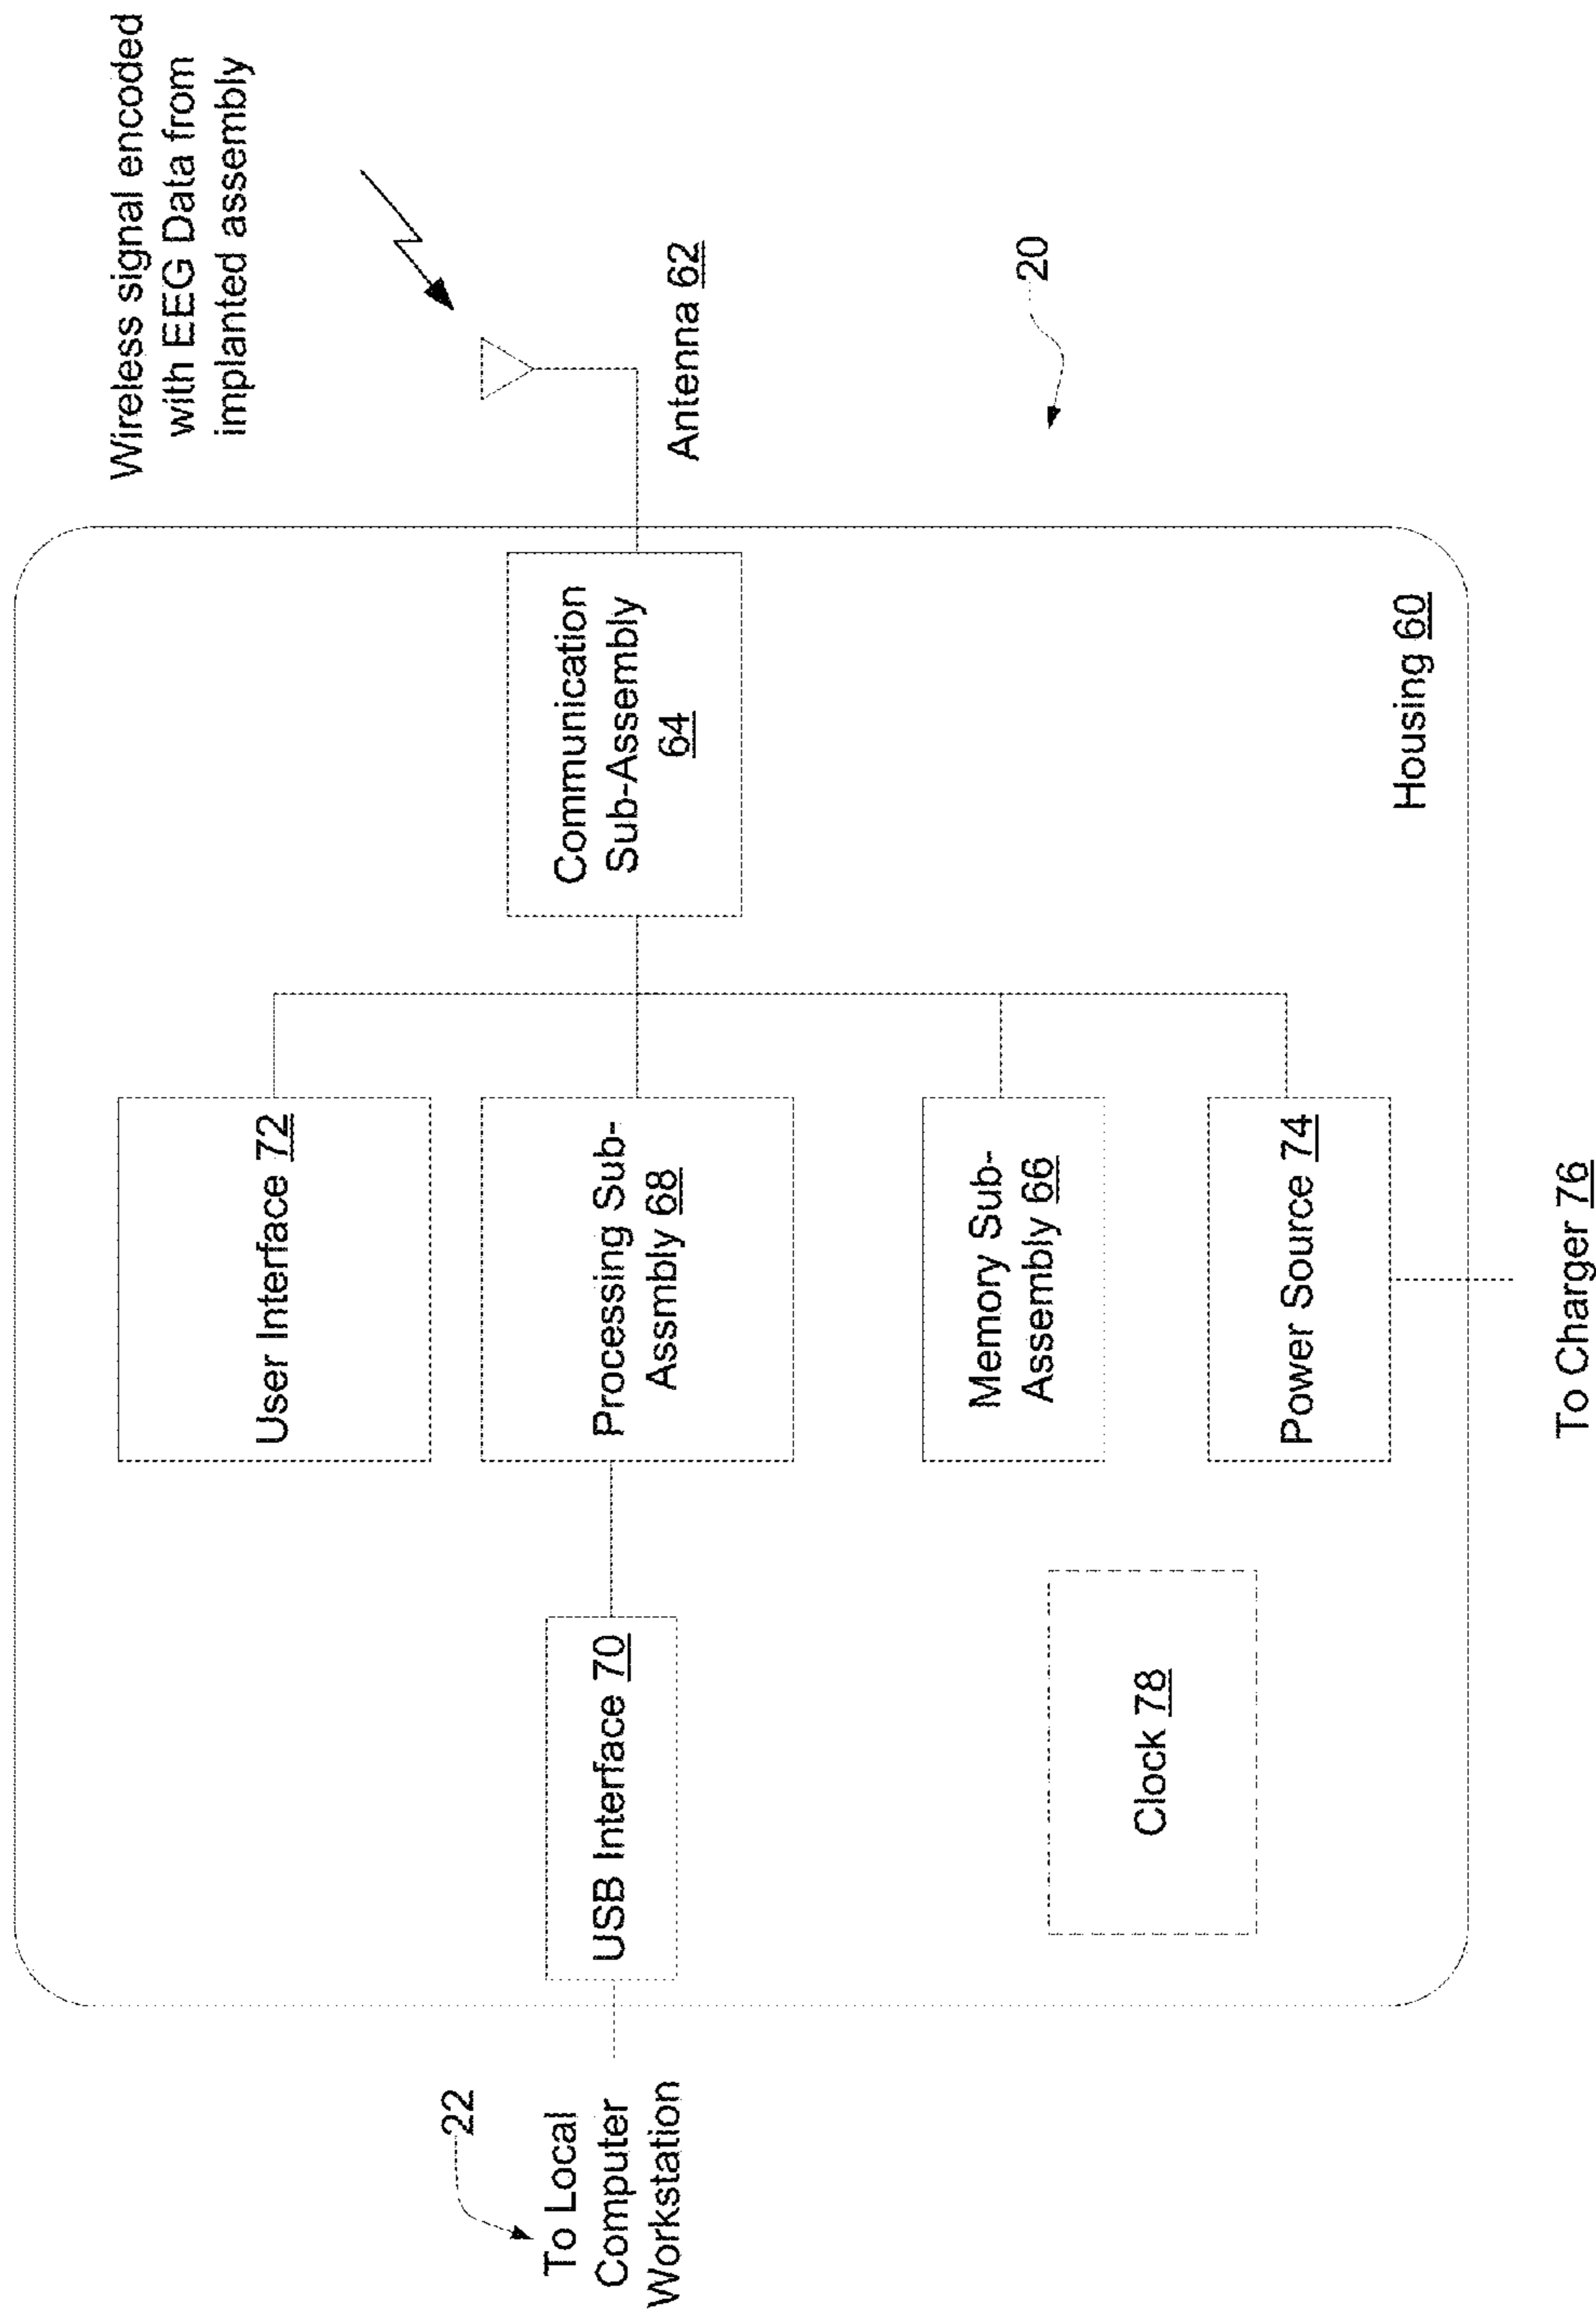 Wireless signal encoded
with EEG Data from
implanted assembly
Antenna 62
20
Communication
Sub-Assembly
64
Housing 60
User Interface 72
Processing Sub-
Assmbly 68
Memory Sub-
Assembly 66
Power Source 74
To Charger 76
USB Interface 70
Clock 78
22
To Local
Computer
Workstation